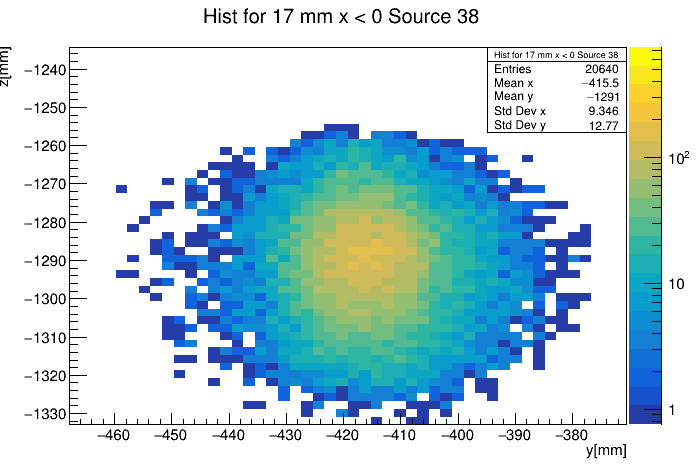 Hist for 17 mm x < 0 Source 38
z[mm]
Hist for 17 mm x < 0 Source 38
Entries 20640
Mean x −415.5
Mean y −1291
Std Dev x 9.346
Std Dev y 12.77
−1240
−1250
−1260
−1270
−1280
−1290
−1300
−1310
−1320
−1330
−460 −450 −440 −430 −420 −410 −400 −390 −380
y[mm]
10²
10
1